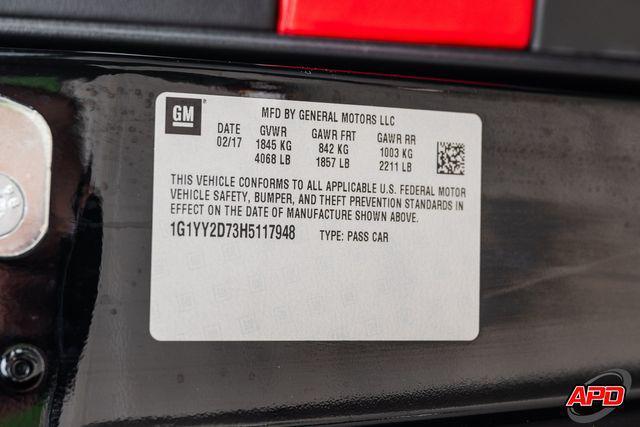 GM
MFD BY GENERAL MOTORS LLC
DATE GVWR GAWR FRT GAWR RR
02/17 1845 KG 842 KG 1003 KG
4068 LB 1857 LB 2211 LB
THIS VEHICLE CONFORMS TO ALL APPLICABLE U.S. FEDERAL MOTOR
VEHICLE SAFETY, BUMPER, AND THEFT PREVENTION STANDARDS IN
EFFECT ON THE DATE OF MANUFACTURE SHOWN ABOVE.
1G1YY2D73H5117948 TYPE: PASS CAR
APD